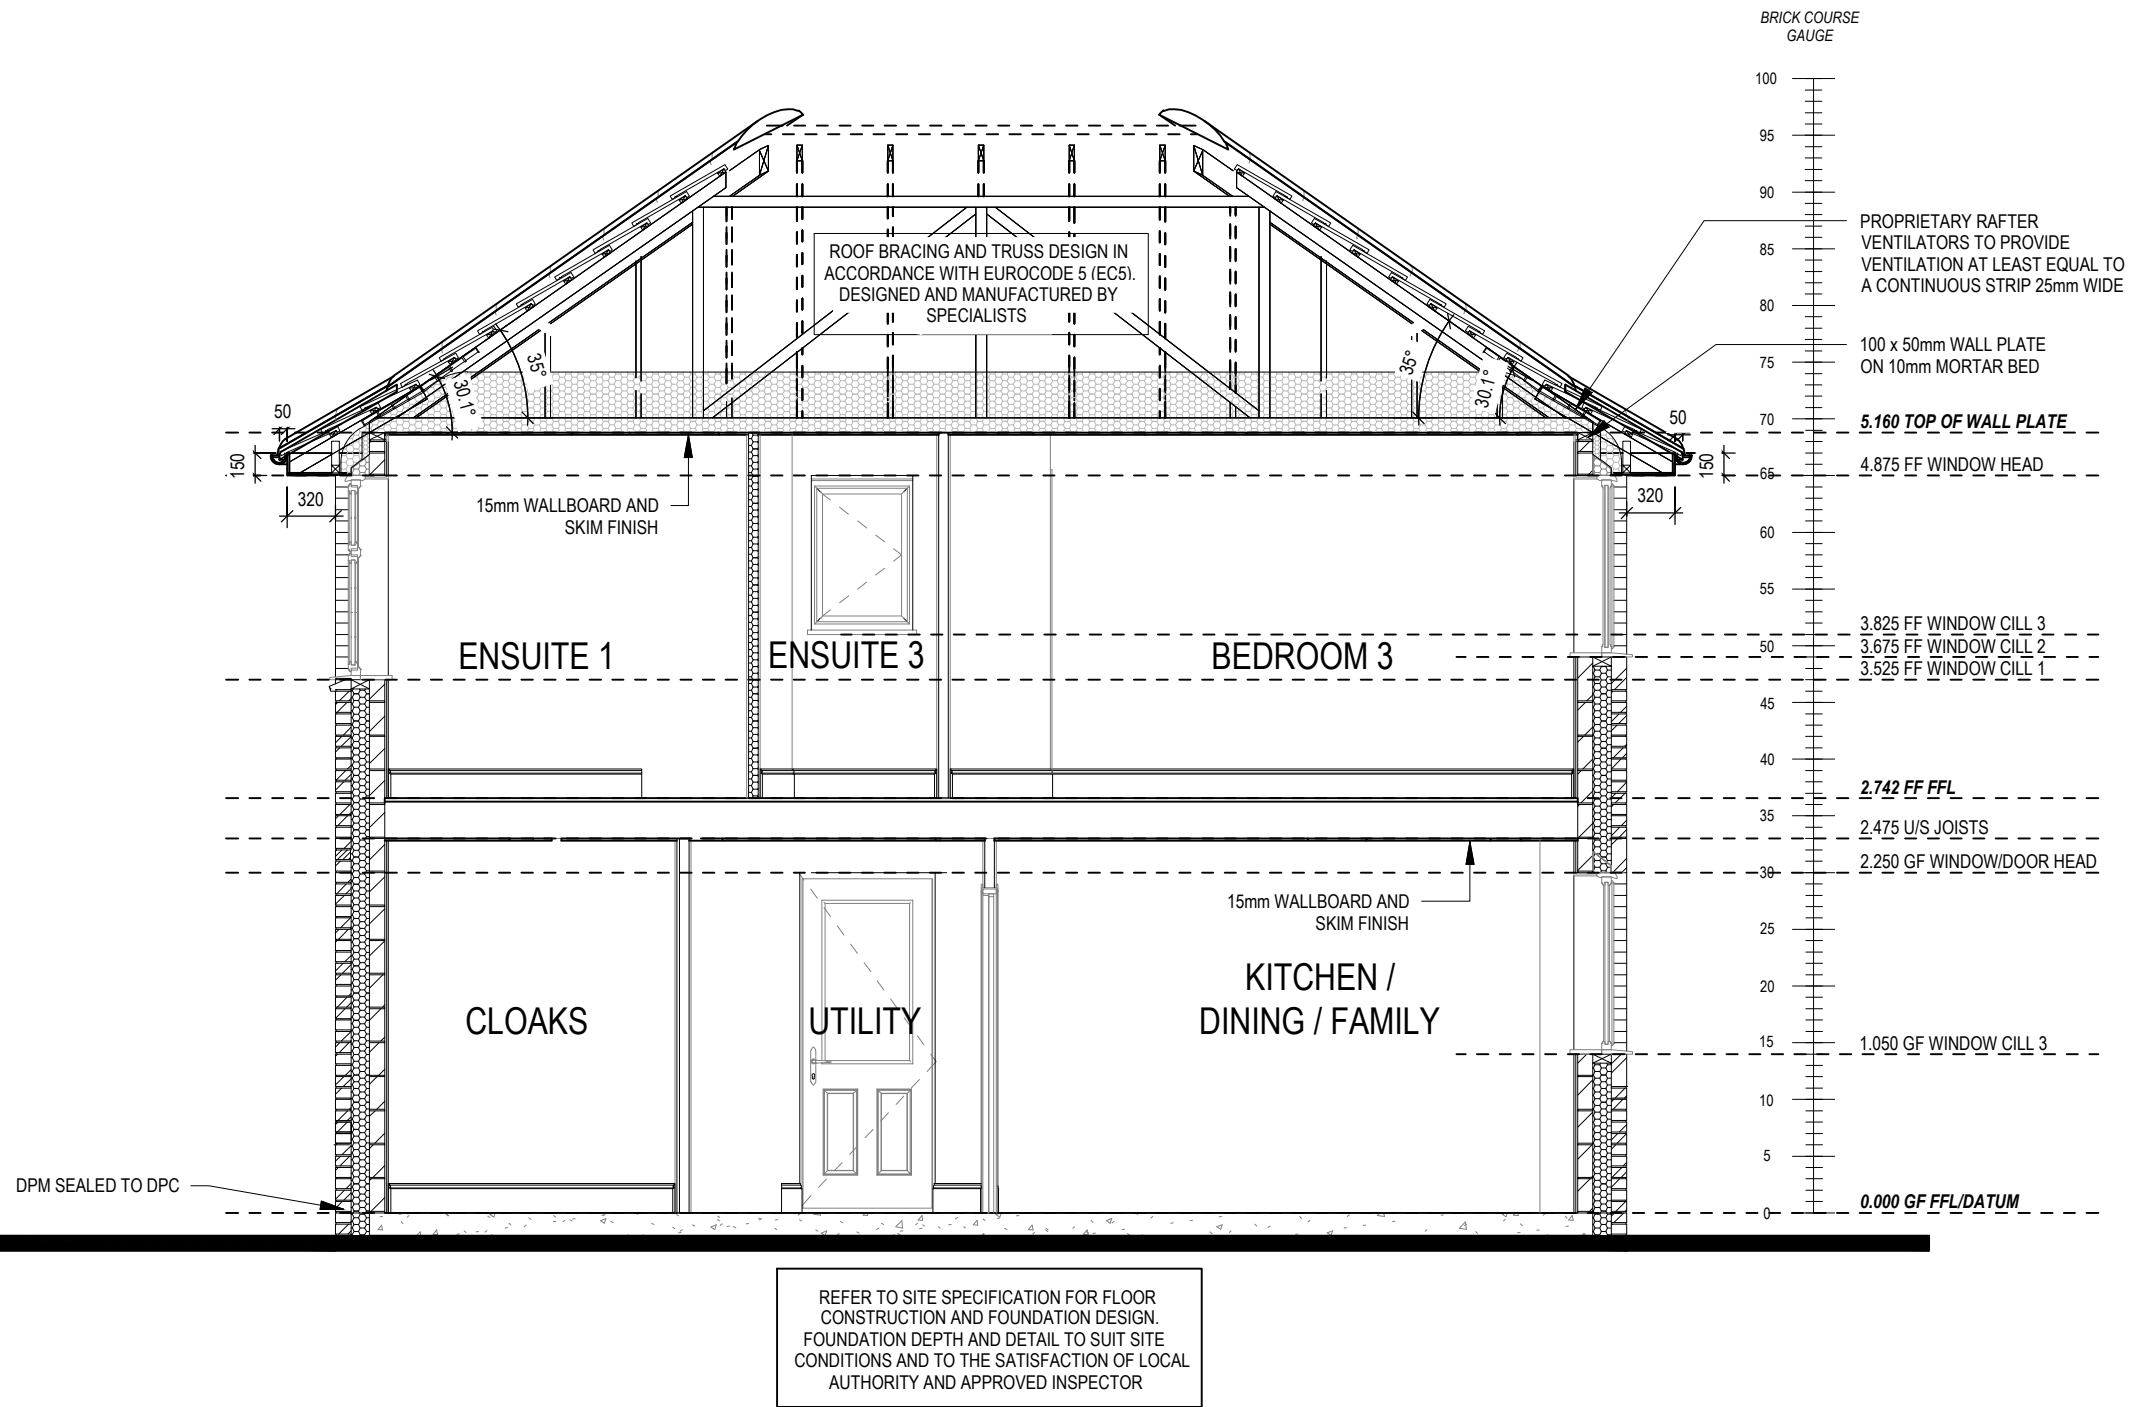 BRICK COURSE
GAUGE
100
95
90
85
80
75
70
65
60
55
50
45
40
35
30
25
20
15
10
5
0
PROPRIETARY RAFTER
VENTILATORS TO PROVIDE
VENTILATION AT LEAST EQUAL TO
A CONTINUOUS STRIP 25mm WIDE
100 x 50mm WALL PLATE
ON 10mm MORTAR BED
5.160 TOP OF WALL PLATE
4.875 FF WINDOW HEAD
3.825 FF WINDOW CILL 3
3.675 FF WINDOW CILL 2
3.525 FF WINDOW CILL 1
2.742 FF FFL
2.475 U/S JOISTS
2.250 GF WINDOW/DOOR HEAD
1.050 GF WINDOW CILL 3
0.000 GF FFL/DATUM
ROOF BRACING AND TRUSS DESIGN IN
ACCORDANCE WITH EUROCODE 5 (EC5).
DESIGNED AND MANUFACTURED BY
SPECIALISTS
35°
30.1°
35°
30.1°
50
150
320
50
150
320
15mm WALLBOARD AND
SKIM FINISH
ENSUITE 1
ENSUITE 3
BEDROOM 3
15mm WALLBOARD AND
SKIM FINISH
CLOAKS
UTILITY
KITCHEN /
DINING / FAMILY
DPM SEALED TO DPC
REFER TO SITE SPECIFICATION FOR FLOOR
CONSTRUCTION AND FOUNDATION DESIGN.
FOUNDATION DEPTH AND DETAIL TO SUIT SITE
CONDITIONS AND TO THE SATISFACTION OF LOCAL
AUTHORITY AND APPROVED INSPECTOR